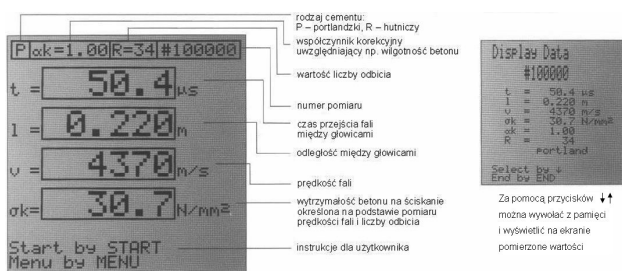 P αk=1.00 R=34 #100000
t = 50.4 μs
l = 0.220 m
v = 4370 m/s
σk= 30.7 N/mm²
Start by START
Menu by MENU
rodzaj cementu:
P – portlandzki, R – hutniczy
współczynnik korekcyjny
uwzględniający np. wilgotność betonu
wartość liczby odbicia
numer pomiaru
czas przejścia fali
między głowicami
odległość między głowicami
prędkość fali
wytrzymałość betonu na ściskanie
określona na podstawie pomiaru
prędkości fali i liczby odbicia
instrukcje dla użytkownika
Display Data
#100000
t = 50.4 μs
l = 0.220 m
v = 4370 m/s
σk = 30.7 N/mm²
αk = 1.00
R = 34
Portland
Select by ↓
End by END
Za pomocą przycisków ↓↑
można wywołać z pamięci
i wyświetlić na ekranie
pomierzone wartości